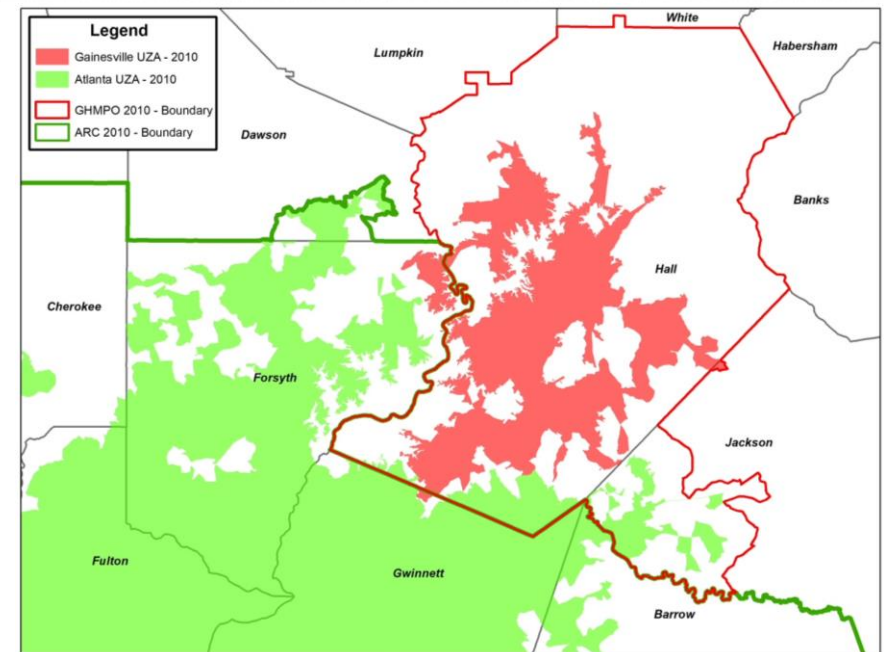 Legend
Gainesville UZA - 2010
Atlanta UZA - 2010
GHMPO 2010 - Boundary
ARC 2010 - Boundary
White
Lumpkin
Habersham
Dawson
Banks
Hall
Cherokee
Forsyth
Jackson
Fulton
Gwinnett
Barrow